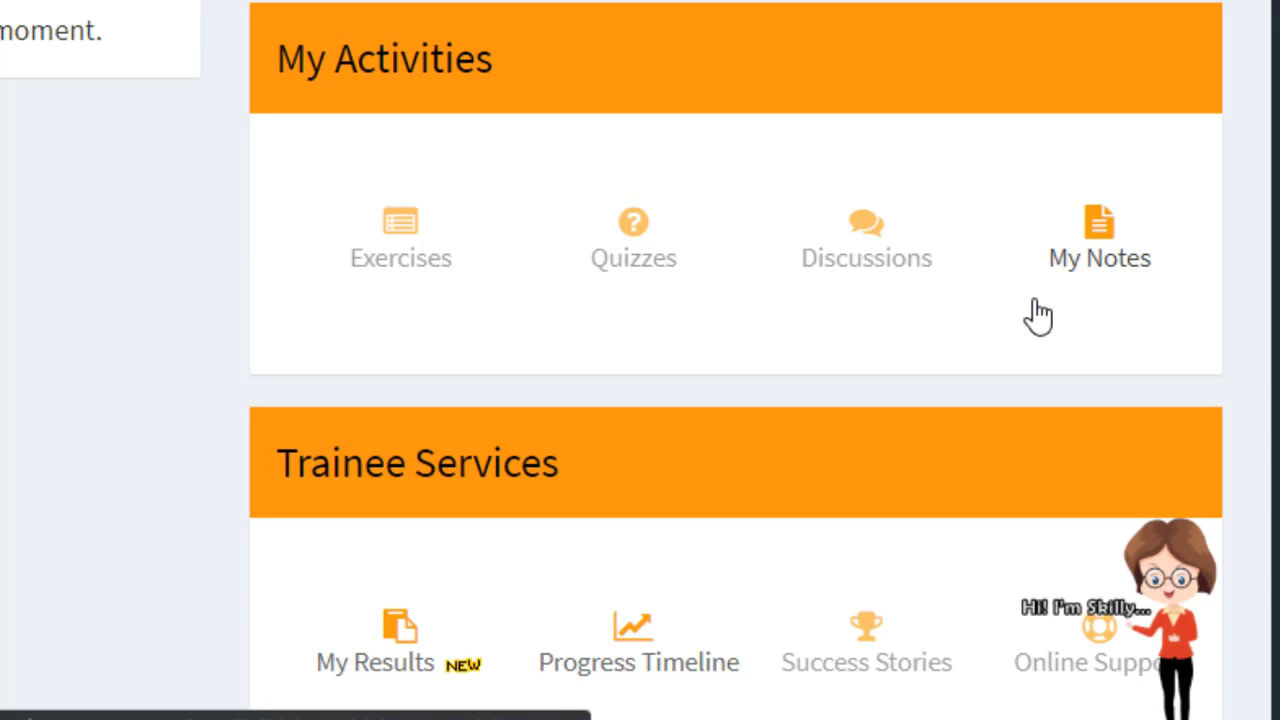 moment.
My Activities
Exercises
Quizzes
Discussions
My Notes
Trainee Services
Hi! I'm Skilly...
My Results NEW
Progress Timeline
Success Stories
Online Suppo